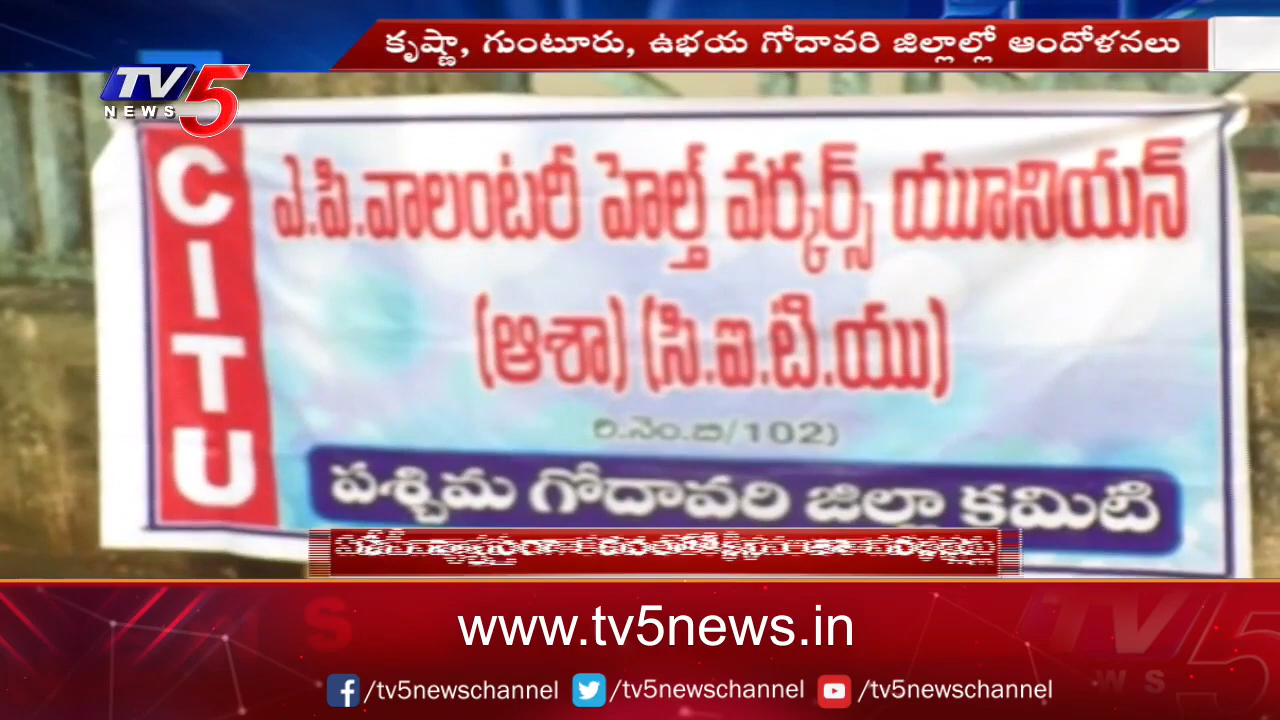 కృష్ణా, గుంటూరు, ఉభయ గోదావరి జిల్లాల్లో ఆందోళనలు
TV5
NEWS
CITU
ఎ.పి.వాలంటరీ హెల్త్ వర్కర్స్ యూనియన్
(ఆశా) (సి.ఐ.టి.యు)
రి.నెం.బి/102)
పశ్చిమ గోదావరి జిల్లా కమిటి
www.tv5news.in
/tv5newschannel /tv5newschannel /tv5newschannel